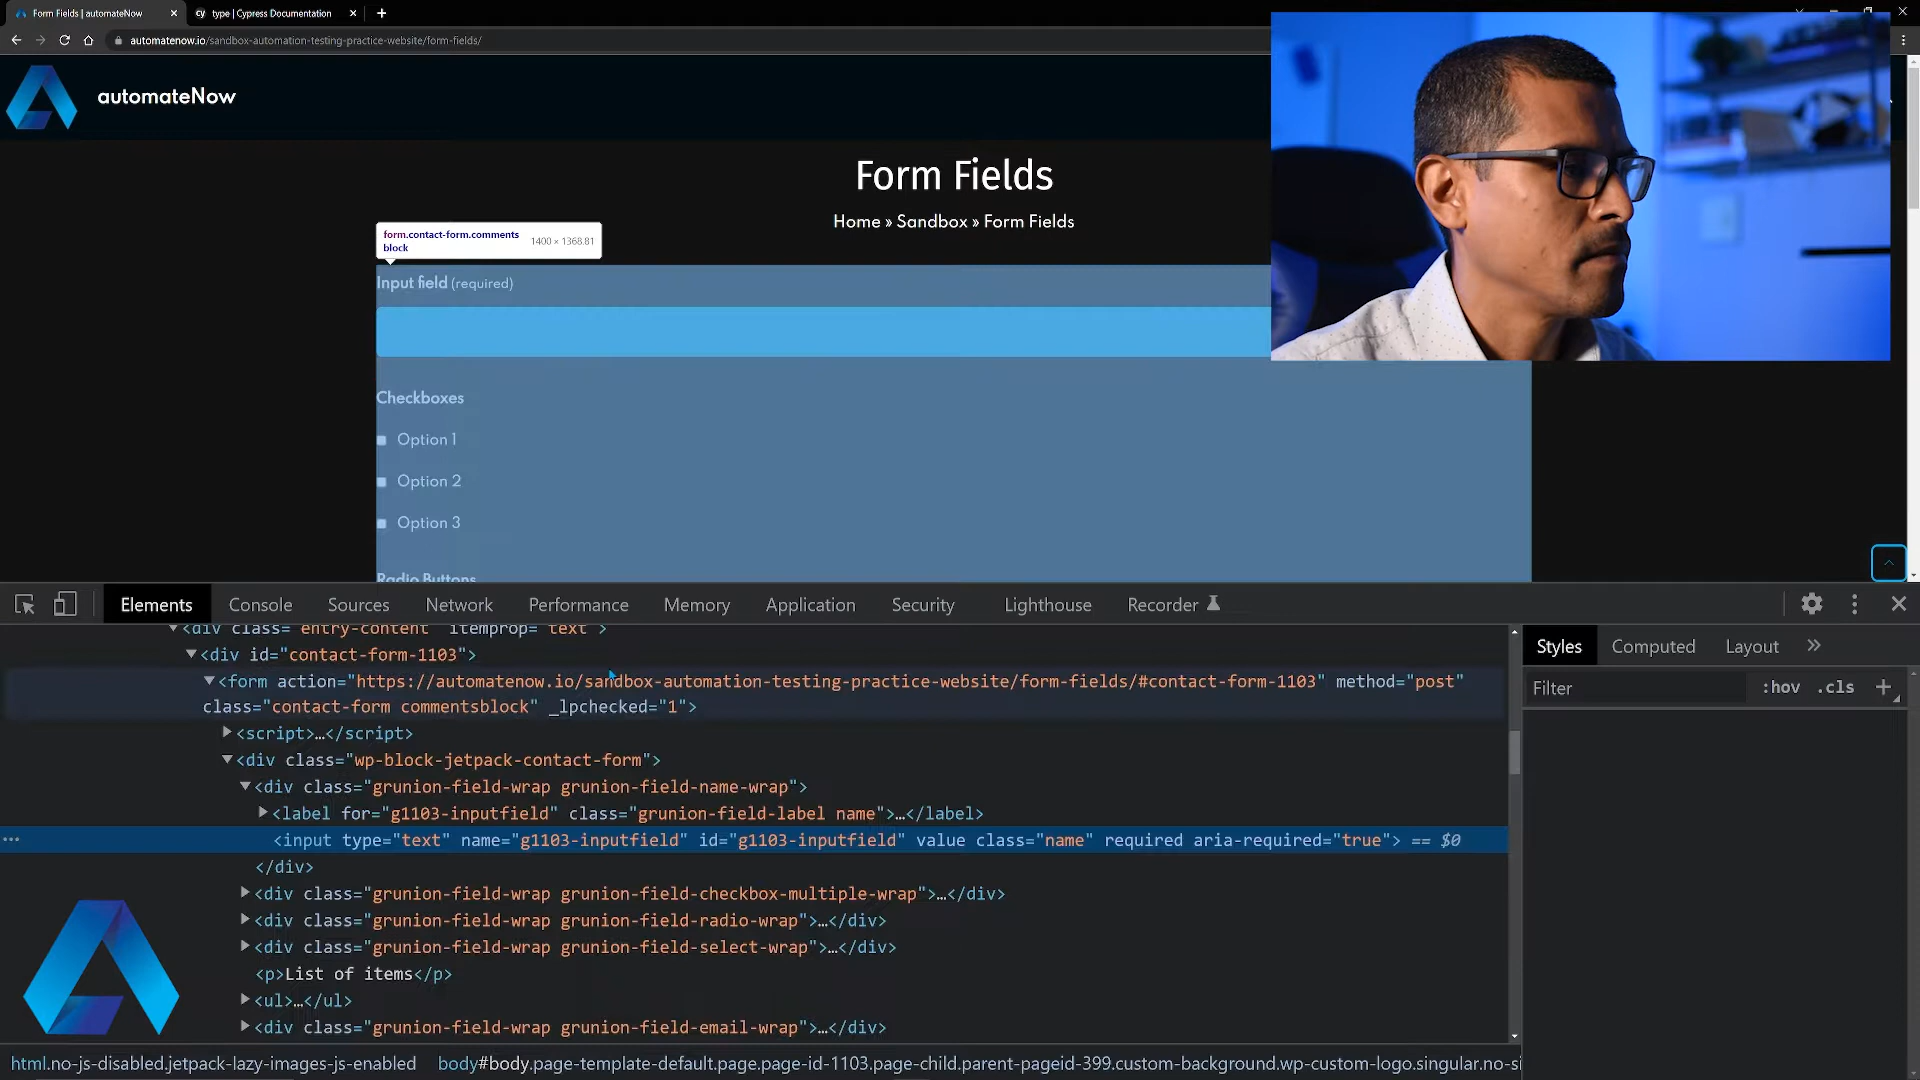 Form Fields | automateNow
type | Cypress Documentation
automatenow.io/sandbox-automation-testing-practice-website/form-fields/
automateNow
Form Fields
Home » Sandbox » Form Fields
form.contact-form.comments
block
1400 × 1368.81
Input field (required)
Checkboxes
Option 1
Option 2
Option 3
Radio Buttons
Elements
Console
Sources
Network
Performance
Memory
Application
Security
Lighthouse
Recorder
<div class="entry-content" itemprop="text">
<div id="contact-form-1103">
<form action="https://automatenow.io/sandbox-automation-testing-practice-website/form-fields/#contact-form-1103" method="post"
class="contact-form commentsblock" _lpchecked="1">
<script>…</script>
<div class="wp-block-jetpack-contact-form">
<div class="grunion-field-wrap grunion-field-name-wrap">
<label for="g1103-inputfield" class="grunion-field-label name">…</label>
<input type="text" name="g1103-inputfield" id="g1103-inputfield" value class="name" required aria-required="true"> == $0
</div>
<div class="grunion-field-wrap grunion-field-checkbox-multiple-wrap">…</div>
<div class="grunion-field-wrap grunion-field-radio-wrap">…</div>
<div class="grunion-field-wrap grunion-field-select-wrap">…</div>
<p>List of items</p>
<ul>…</ul>
<div class="grunion-field-wrap grunion-field-email-wrap">…</div>
html.no-js-disabled.jetpack-lazy-images-js-enabled
body#body.page-template-default.page.page-id-1103.page-child.parent-pageid-399.custom-background.wp-custom-logo.singular.no-si
Styles
Computed
Layout
Filter
:hov
.cls